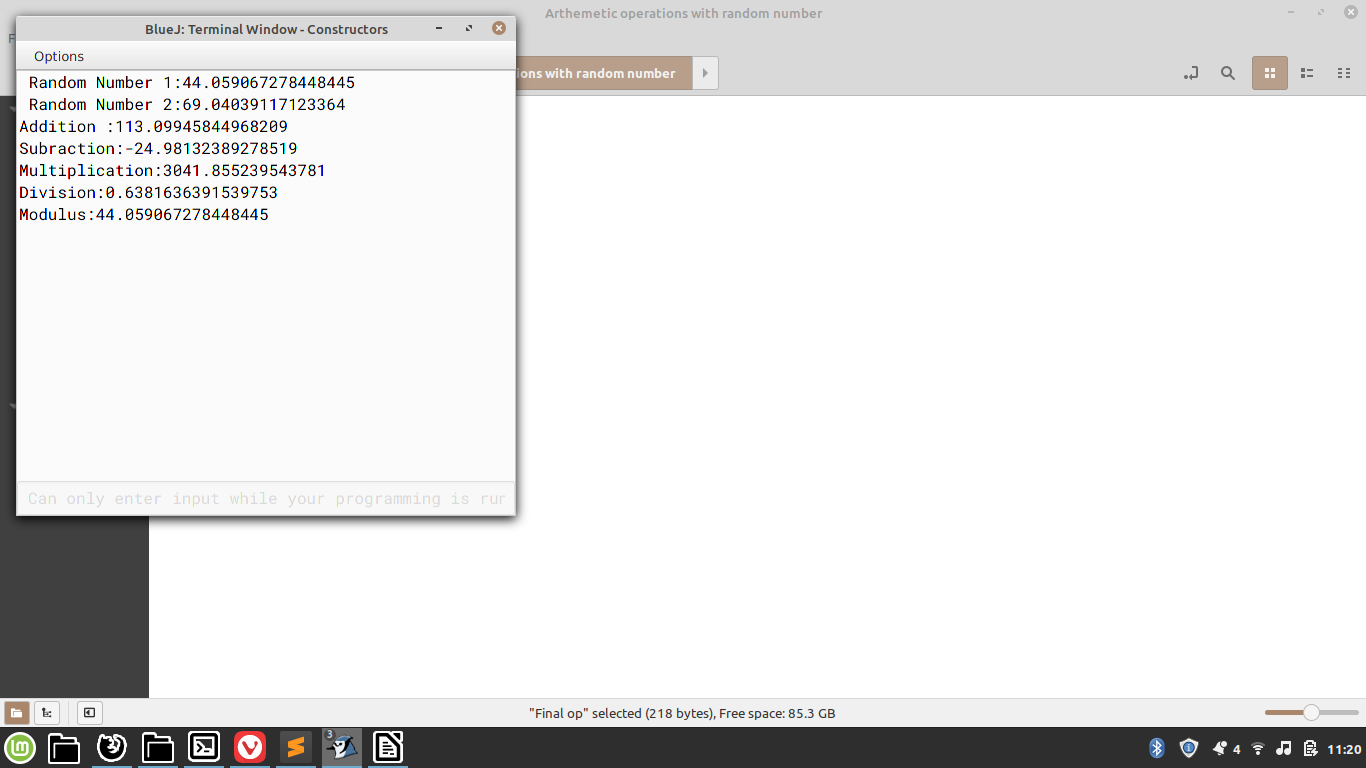 Arthemetic operations with random number
BlueJ: Terminal Window - Constructors
Options
ions with random number
Random Number 1:44.059067278448445
Random Number 2:69.04039117123364
Addition :113.09945844968209
Subraction:-24.98132389278519
Multiplication:3041.855239543781
Division:0.6381636391539753
Modulus:44.059067278448445
Can only enter input while your programming is run
"Final op" selected (218 bytes), Free space: 85.3 GB
3
4
11:20